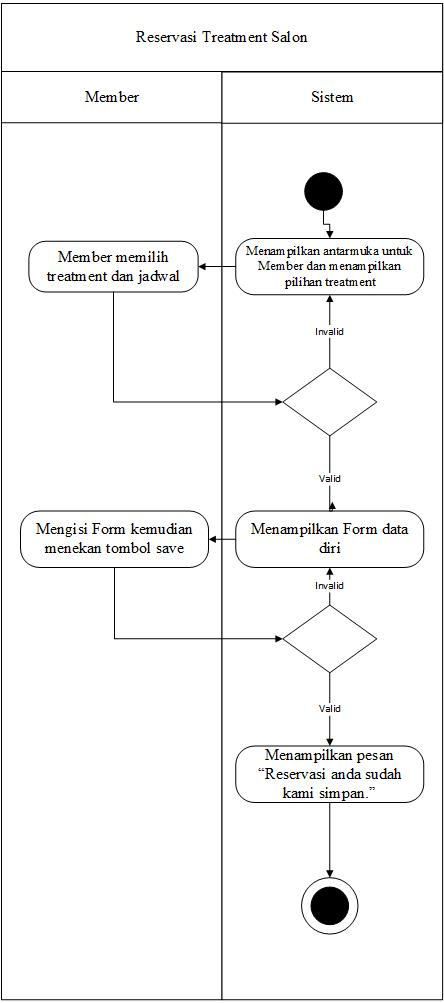 Reservasi Treatment Salon
Member
Sistem
Menampilkan antarmuka untuk
Member dan menampilkan
pilihan treatment
Member memilih
treatment dan jadwal
Invalid
Valid
Menampilkan Form data
diri
Mengisi Form kemudian
menekan tombol save
Invalid
Valid
Menampilkan pesan
“Reservasi anda sudah
kami simpan.”